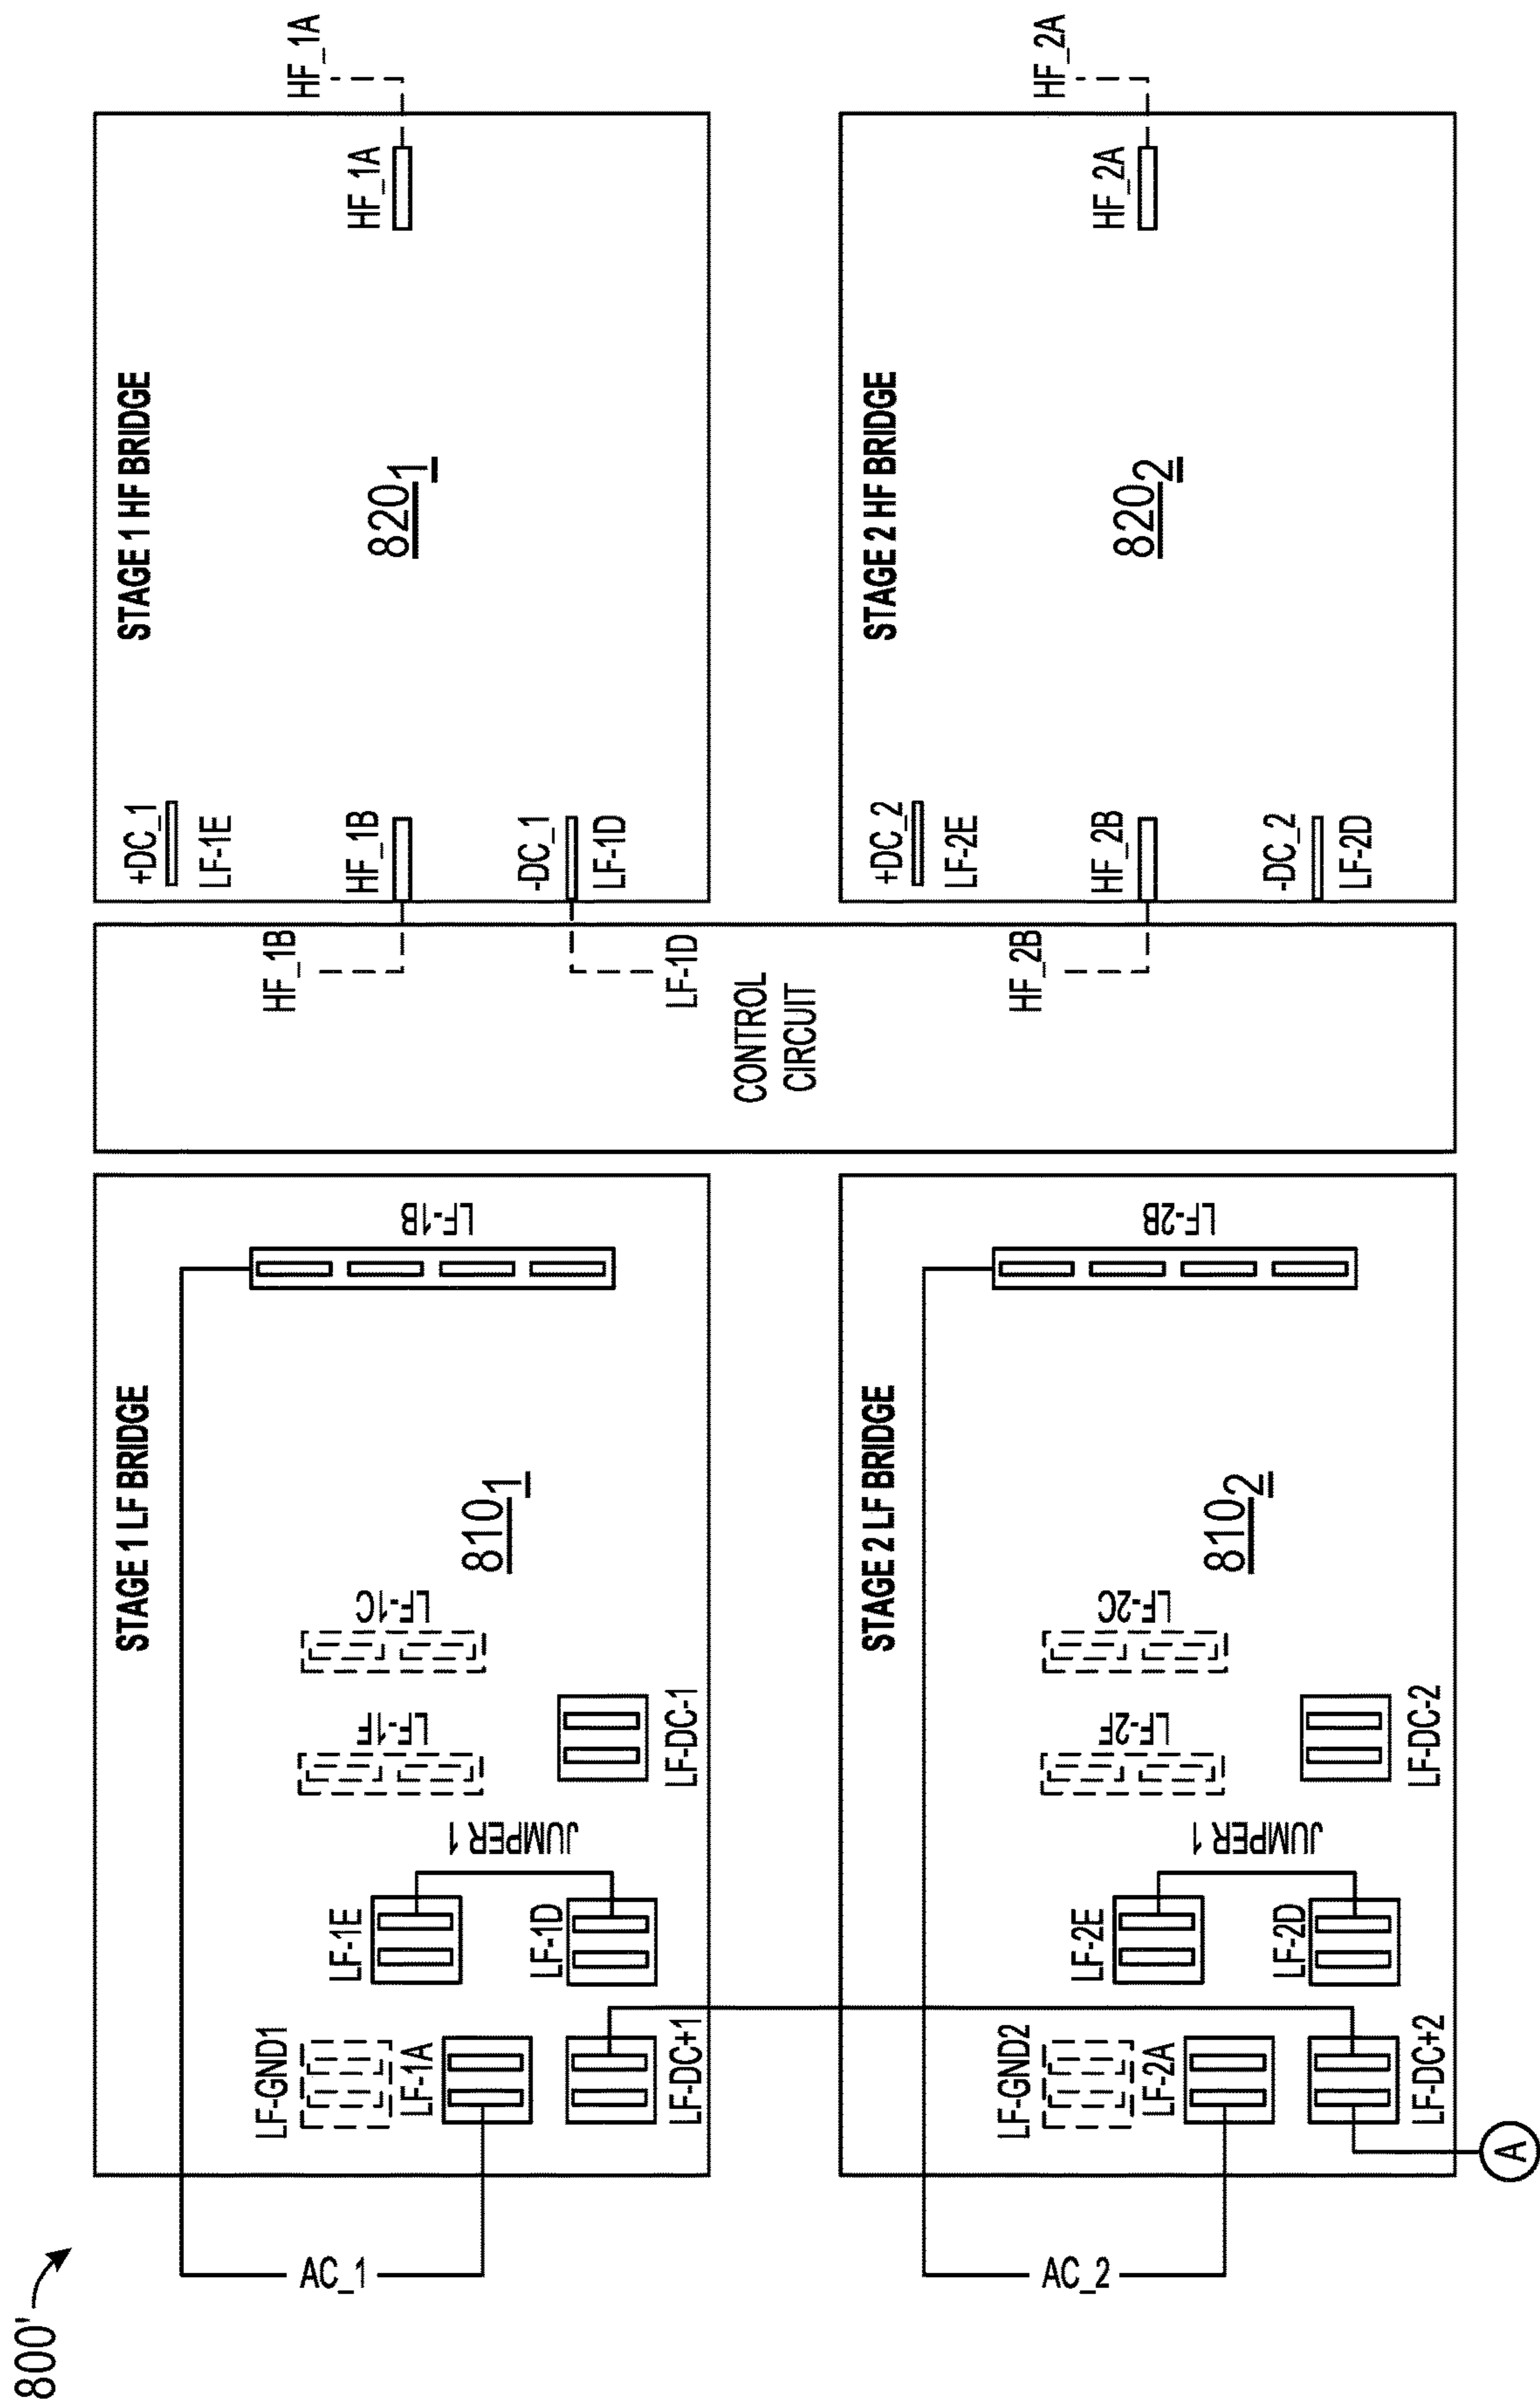 800'
AC_1
AC_2
A
STAGE 1 LF BRIDGE
810₁
LF-GND1
LF-1A
LF-DC+1
LF-1E
LF-1D
JUMPER 1
LF-1F
LF-1C
LF-DC-1
LF-1B
STAGE 2 LF BRIDGE
810₂
LF-GND2
LF-2A
LF-DC+2
LF-2E
LF-2D
JUMPER 1
LF-2F
LF-2C
LF-DC-2
LF-2B
CONTROL
CIRCUIT
HF_1B
LF-1D
HF_2B
STAGE 1 HF BRIDGE
820₁
+DC_1
LF-1E
HF_1B
-DC_1
LF-1D
HF_1A
HF_1A
STAGE 2 HF BRIDGE
820₂
+DC_2
LF-2E
HF_2B
-DC_2
LF-2D
HF_2A
HF_2A